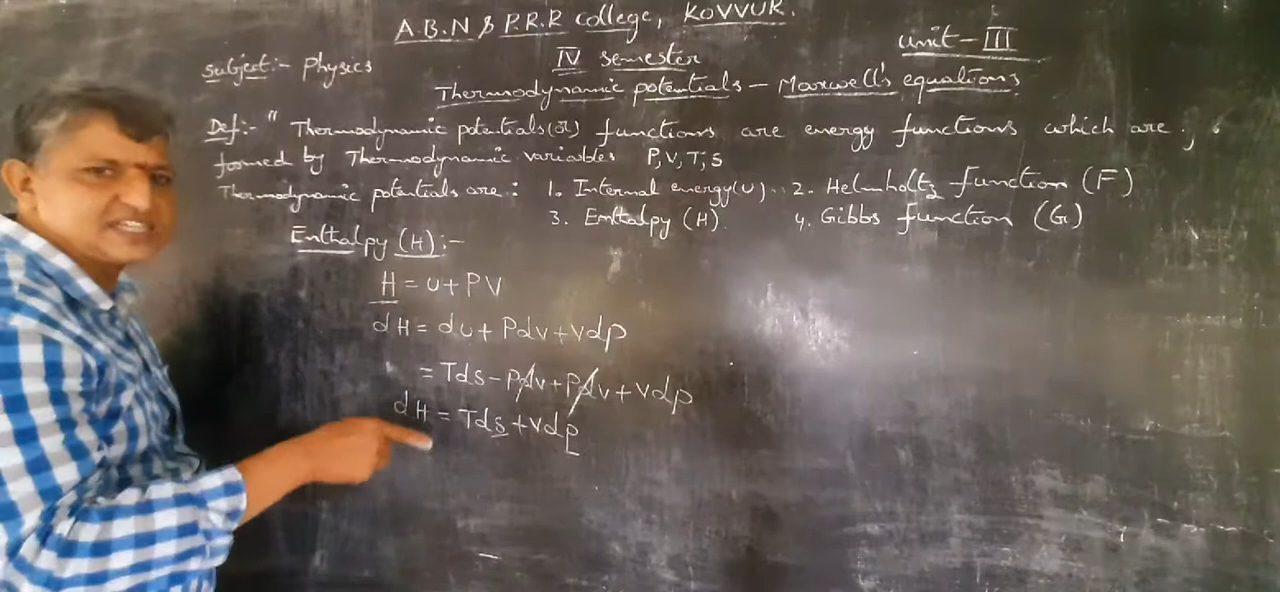 A.B.N & P.R.R college, KOVVUR.
Subject:- Physics IV semester unit-III
Thermodynamic potentials - Maxwell's equations
Def:- " Thermodynamic potentials (or) functions are energy functions which are
formed by Thermodynamic variables P, V, T, S
Thermodynamic potentials are: 1. Internal energy (U). 2. Helmholtz function (F)
3. Enthalpy (H). 4. Gibbs function (G)
Enthalpy (H):-
H = U + PV
dH = du + Pdv + vdp
= Tds - pdv + pdv + vdp
dH = Tds + vdp